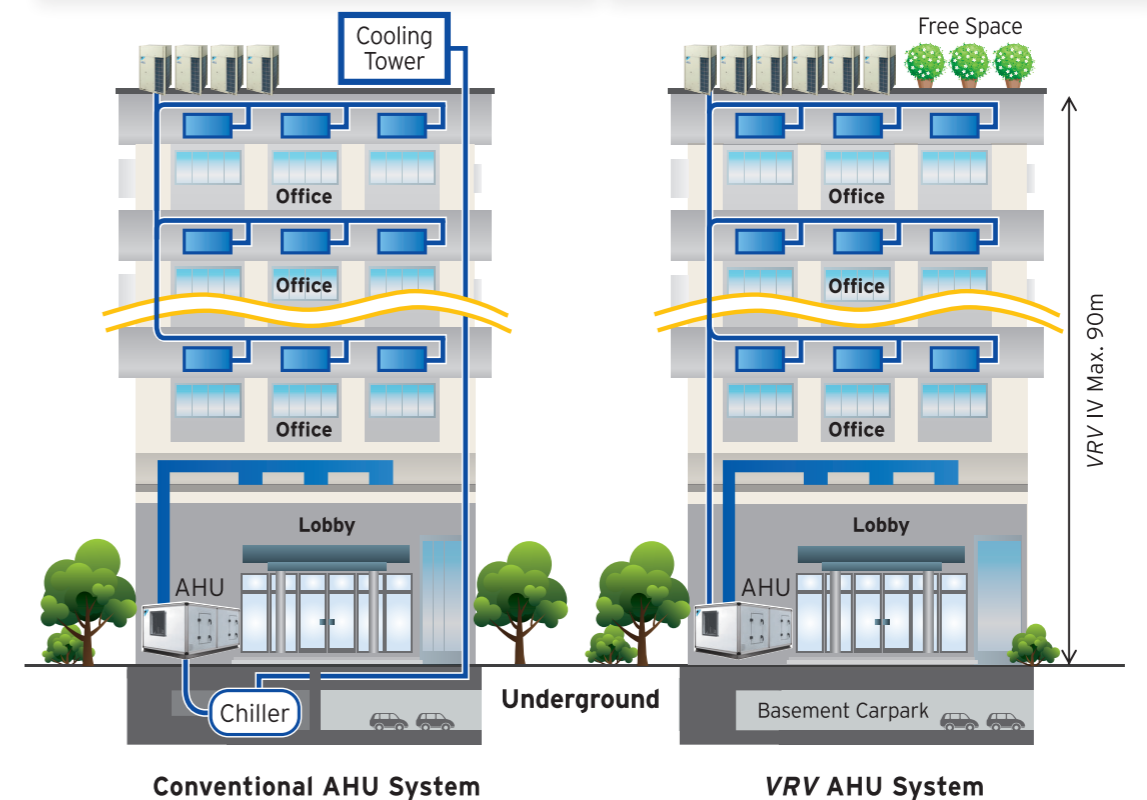 Cooling
Tower
Office
Office
Office
Lobby
AHU
Chiller
Conventional AHU System
Underground
Free Space
Office
Office
Office
VRV IV Max. 90m
Lobby
AHU
Basement Carpark
VRV AHU System